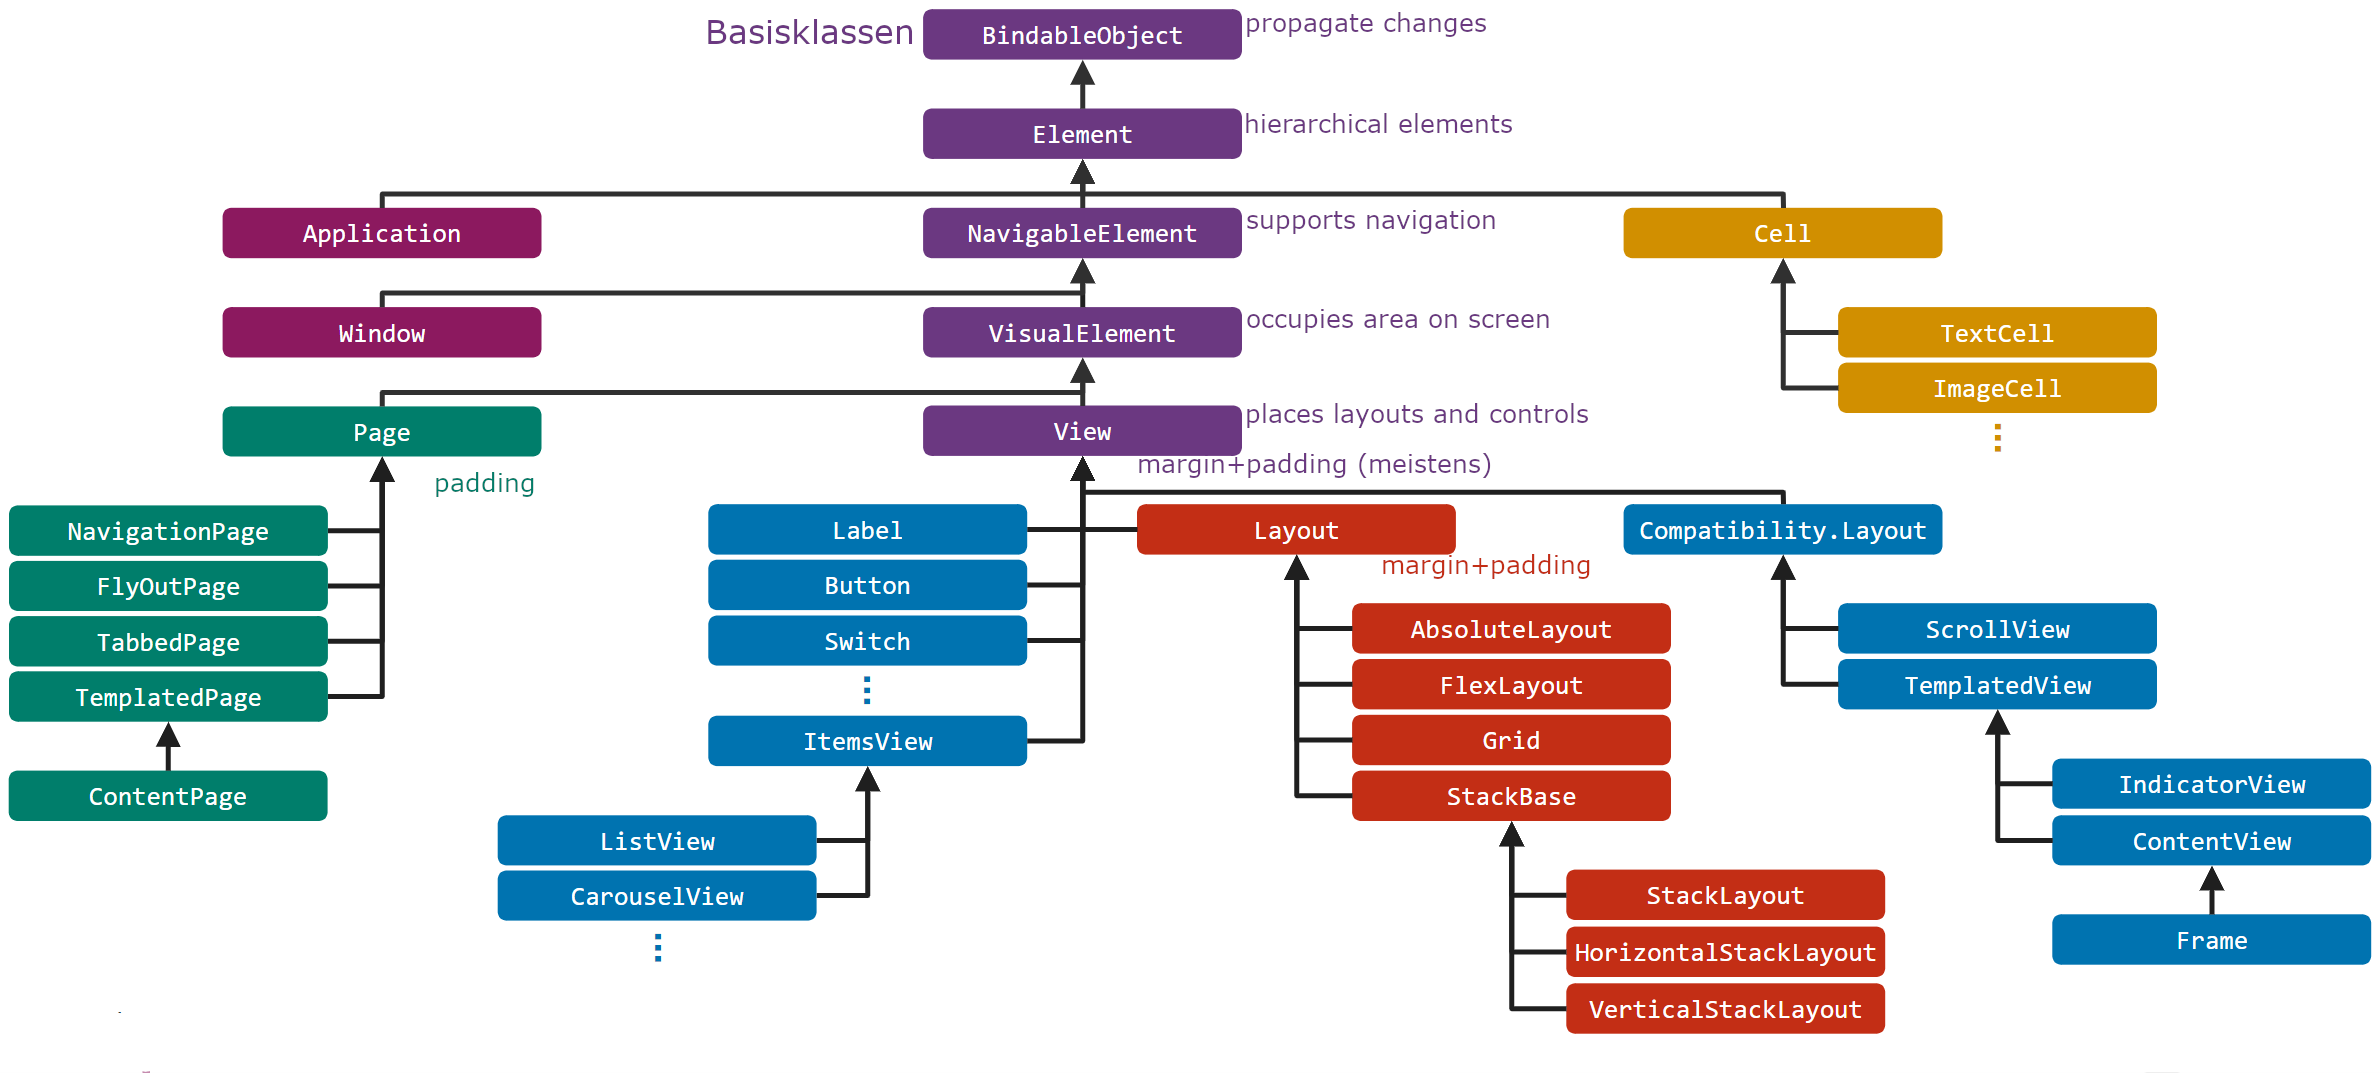 Basisklassen BindableObject propagate changes
Element hierarchical elements
Application NavigableElement supports navigation Cell
Window VisualElement occupies area on screen TextCell
ImageCell
Page View places layouts and controls
padding margin+padding (meistens)
NavigationPage Label Layout Compatibility.Layout
margin+padding
FlyOutPage Button
TabbedPage Switch AbsoluteLayout ScrollView
TemplatedPage FlexLayout TemplatedView
ItemsView Grid
ContentPage StackBase IndicatorView
ListView ContentView
CarouselView StackLayout
HorizontalStackLayout Frame
VerticalStackLayout